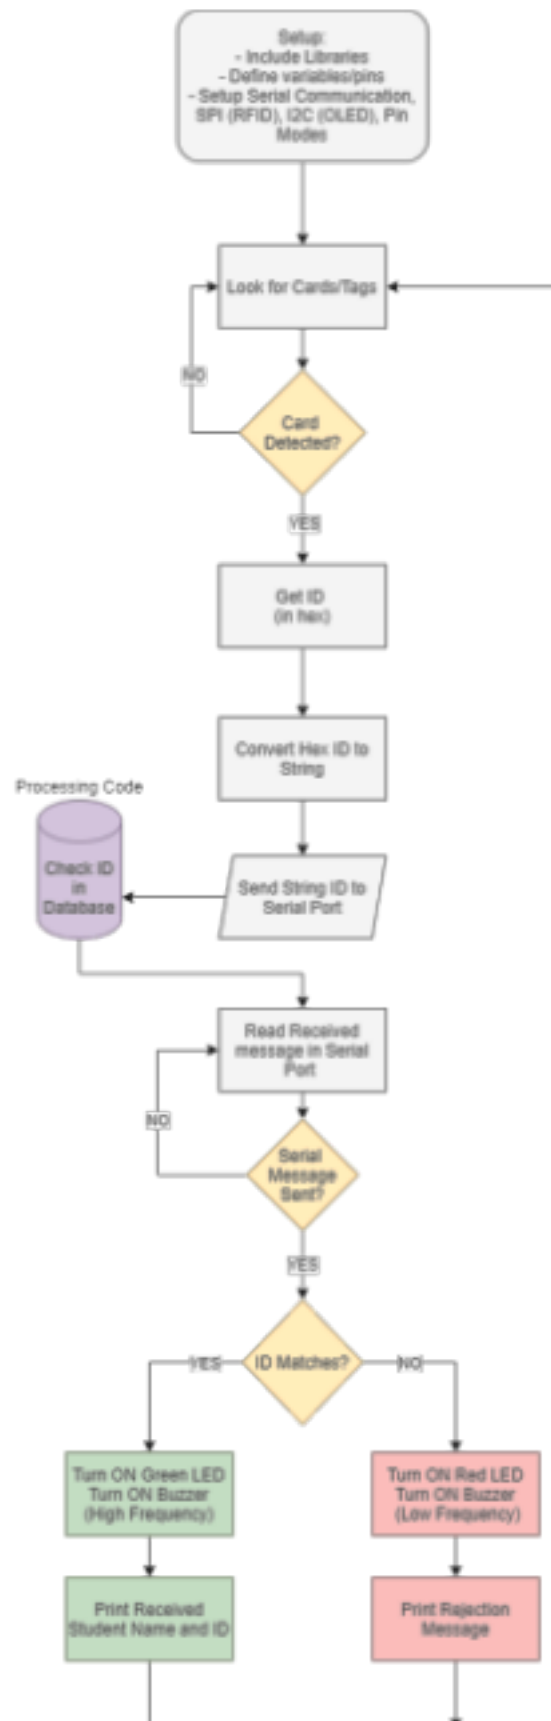 Setup:
- Include Libraries
- Define variables/pins
- Setup Serial Communication,
SPI (RFID), I2C (OLED), Pin
Modes
Look for Cards/Tags
NO
Card
Detected?
YES
Get ID
(in hex)
Convert Hex ID to
String
Processing Code
Check ID
in
Database
Send String ID to
Serial Port
Read Received
message in Serial
Port
NO
Serial
Message
Sent?
YES
ID Matches?
YES
NO
Turn ON Green LED
Turn ON Buzzer
(High Frequency)
Turn ON Red LED
Turn ON Buzzer
(Low Frequency)
Print Received
Student Name and ID
Print Rejection
Message